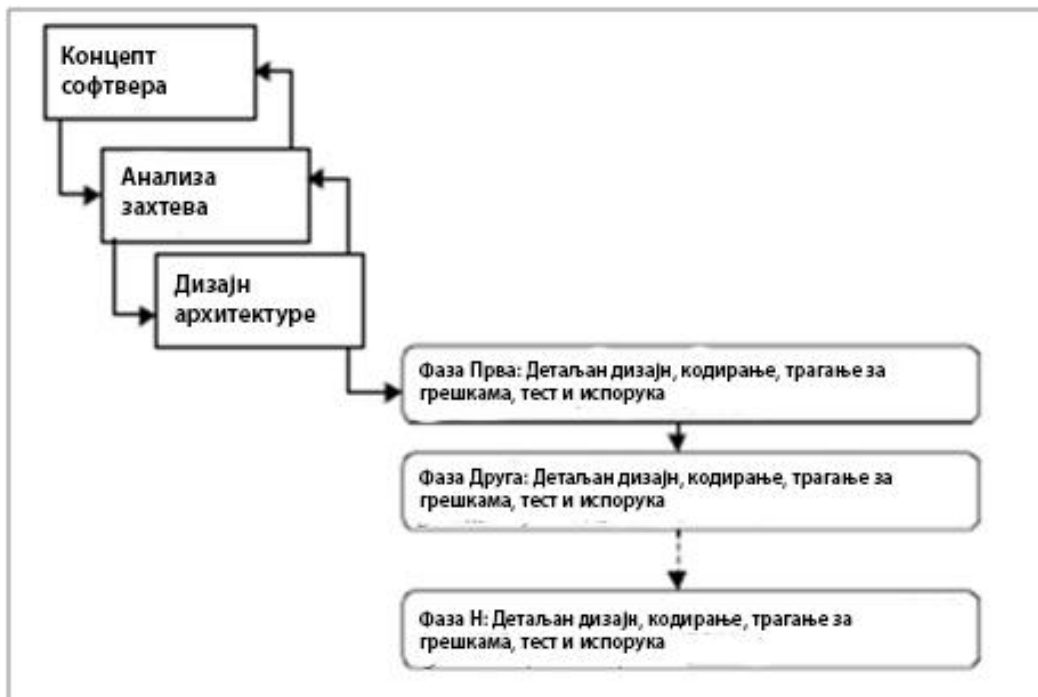 Концепт
софтвера
Анализа
захтева
Дизајн
архитектуре
Фаза Прва: Детаљан дизајн, кодирање, трагање за
грешкама, тест и испорука
Фаза Друга: Детаљан дизајн, кодирање, трагање за
грешкама, тест и испорука
Фаза Н: Детаљан дизајн, кодирање, трагање за
грешкама, тест и испорука